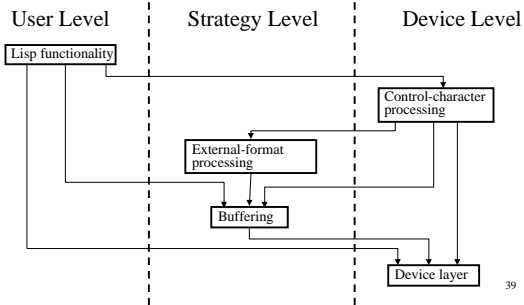 User Level
Strategy Level
Device Level
Lisp functionality
Control-character
processing
External-format
processing
Buffering
Device layer
39